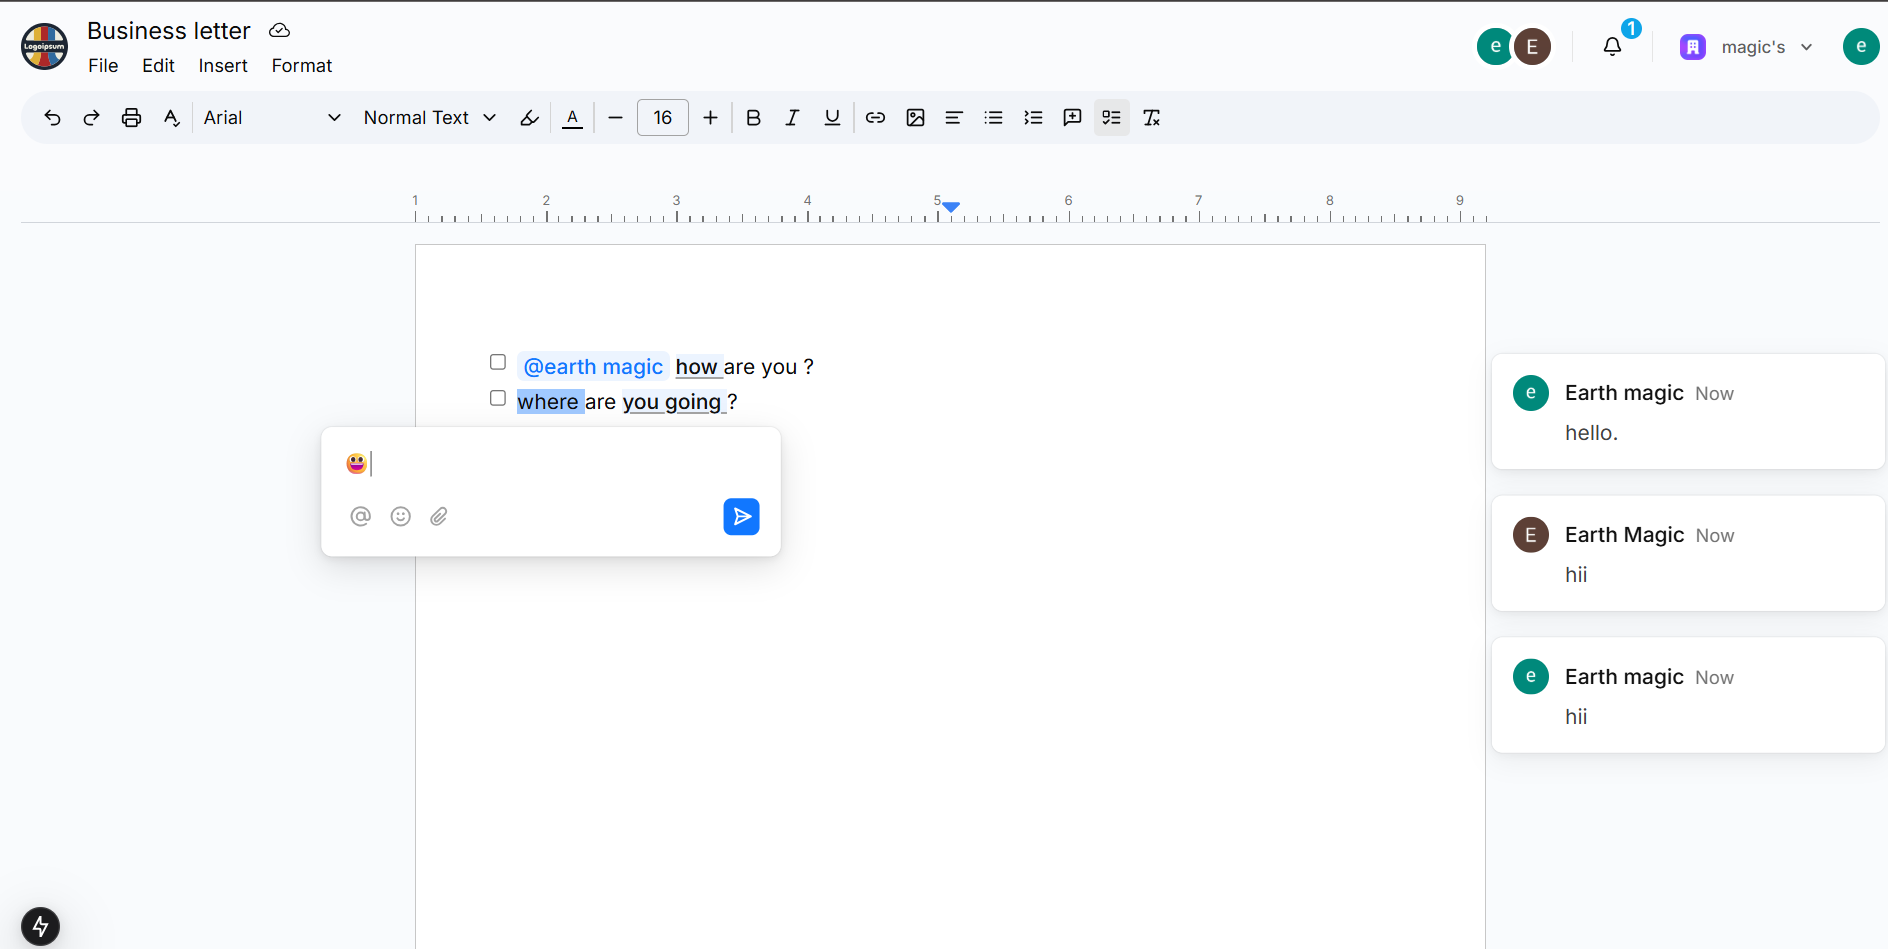 Logoipsum
Business letter
File Edit Insert Format
e E 1 magic's e
Arial Normal Text A 16 B I U
1 2 3 4 5 6 7 8 9
@earth magic how are you ?
where are you going ?
😃
e Earth magic Now
hello.
E Earth Magic Now
hii
e Earth magic Now
hii